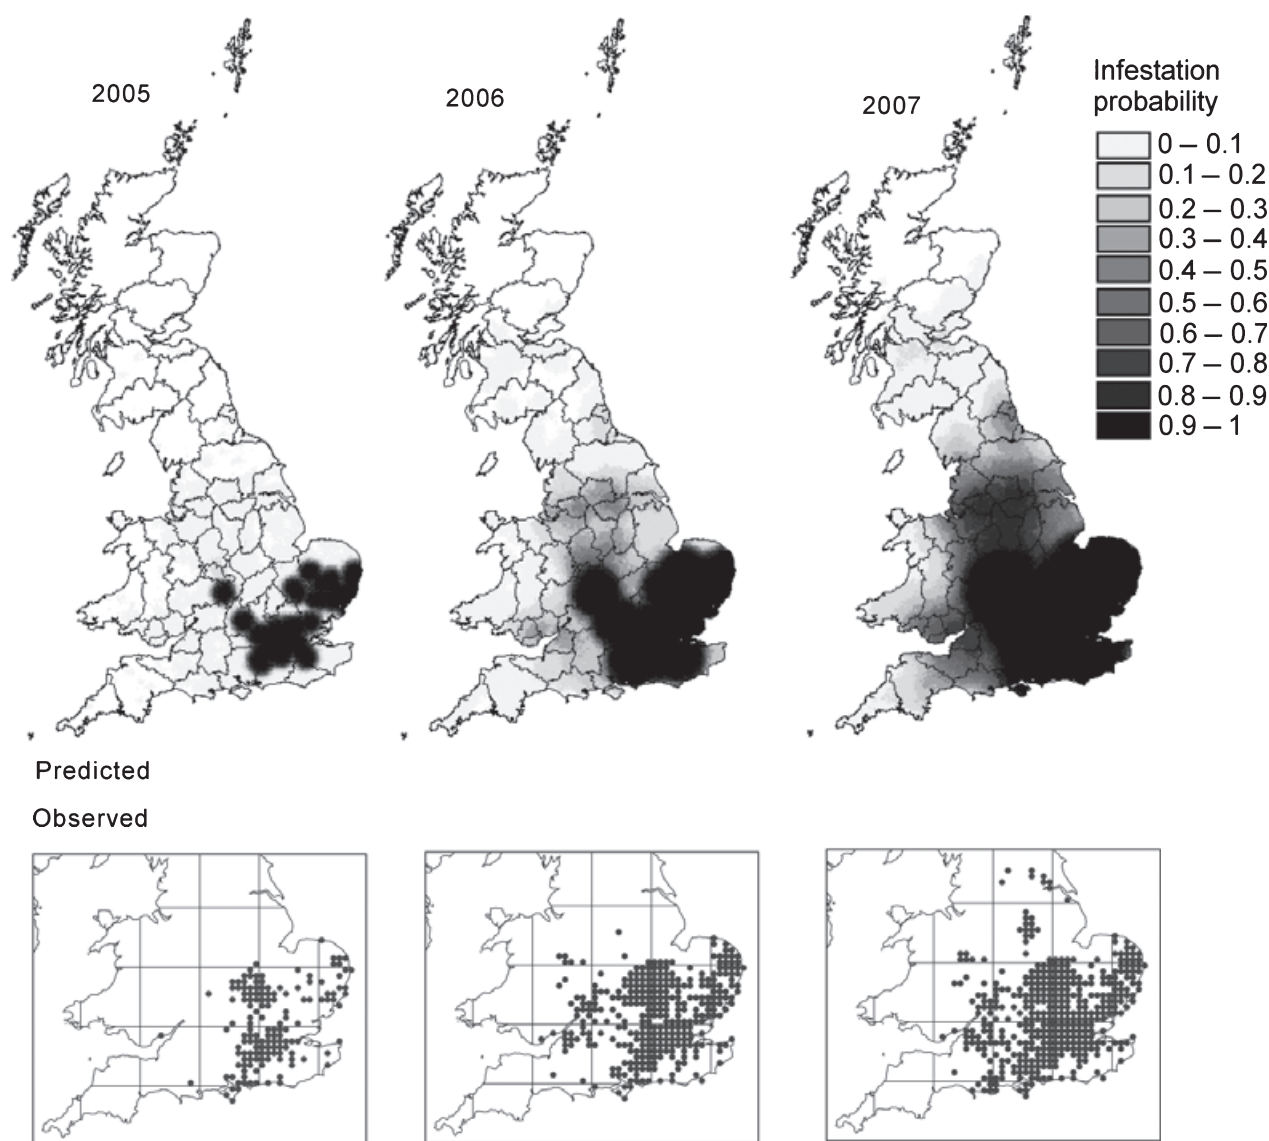 2005
2006
2007
Infestation
probability
0 – 0.1
0.1 – 0.2
0.2 – 0.3
0.3 – 0.4
0.4 – 0.5
0.5 – 0.6
0.6 – 0.7
0.7 – 0.8
0.8 – 0.9
0.9 – 1
Predicted
Observed